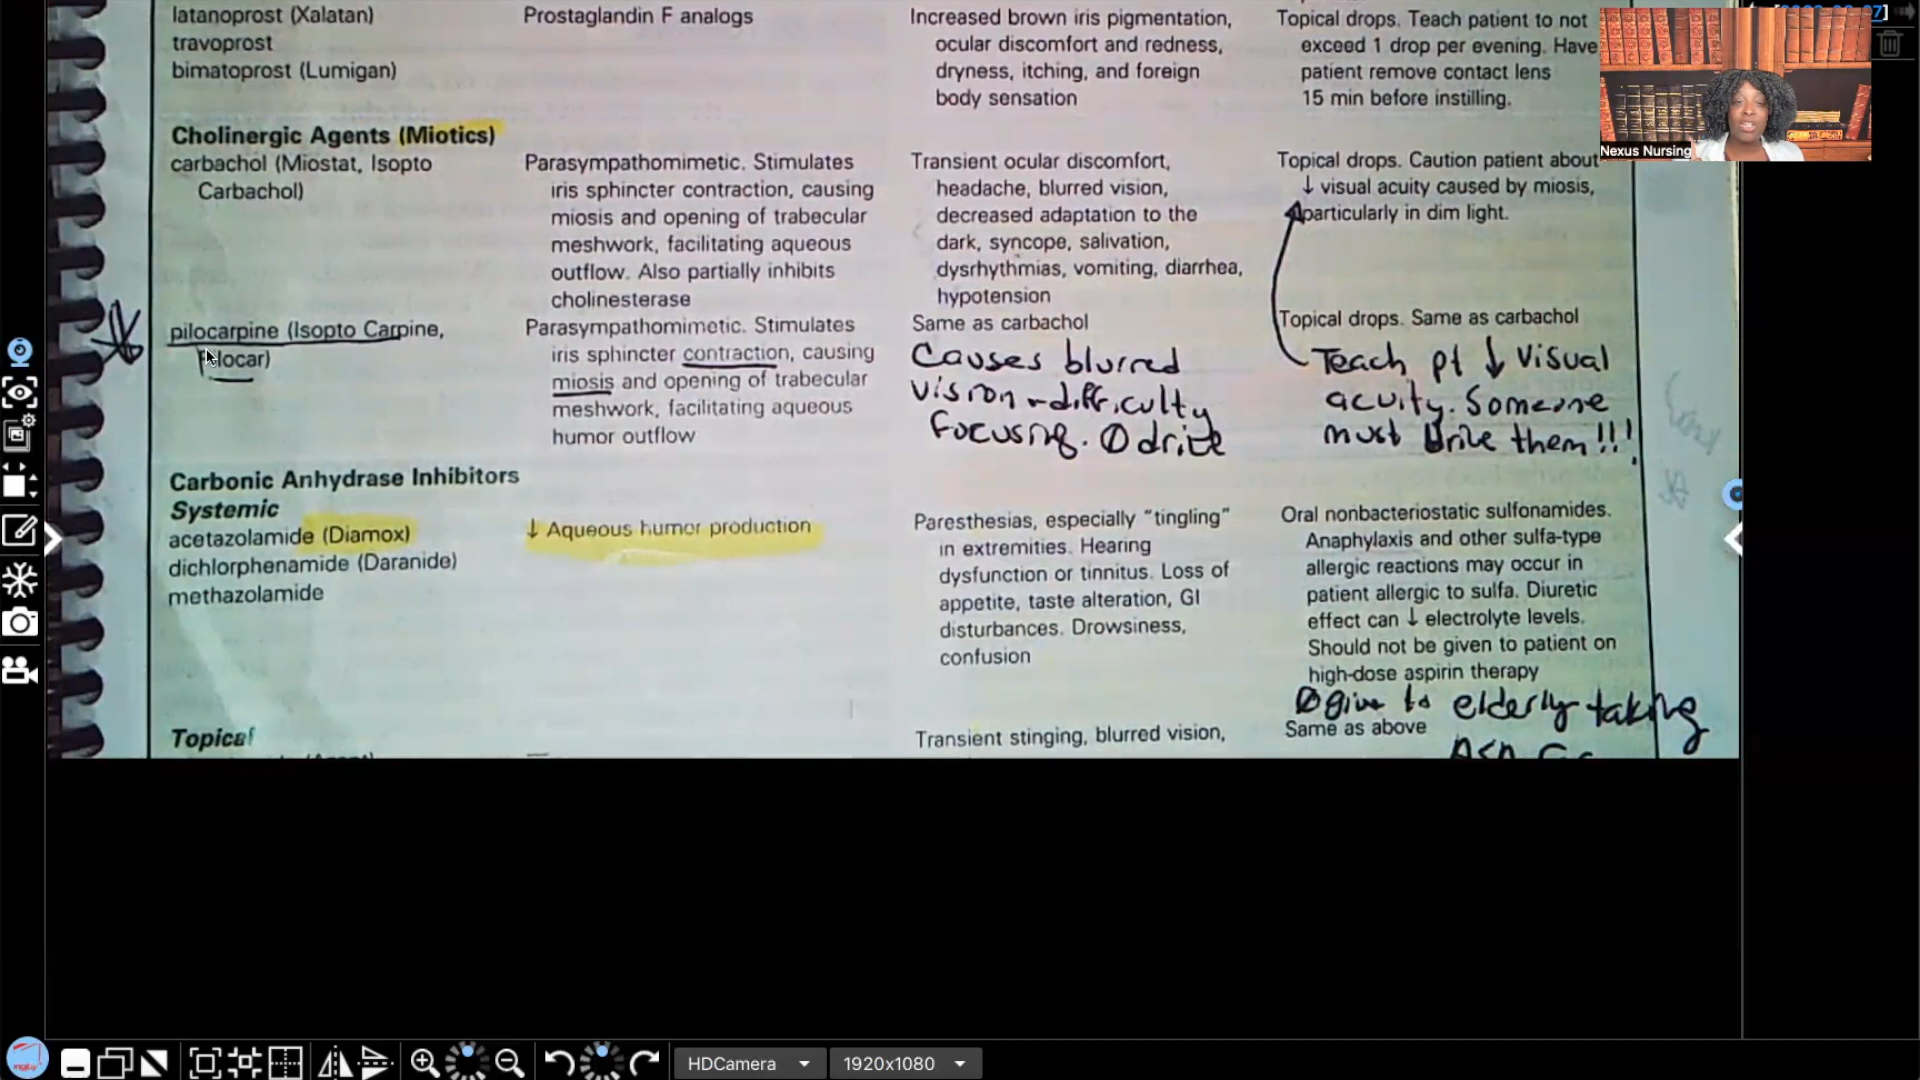 latanoprost (Xalatan)
travoprost
bimatoprost (Lumigan)
Prostaglandin F analogs
Increased brown iris pigmentation,
ocular discomfort and redness,
dryness, itching, and foreign
body sensation
Topical drops. Teach patient to not
exceed 1 drop per evening. Have
patient remove contact lens
15 min before instilling.
Nexus Nursing
Cholinergic Agents (Miotics)
carbachol (Miostat, Isopto
Carbachol)
Parasympathomimetic. Stimulates
iris sphincter contraction, causing
miosis and opening of trabecular
meshwork, facilitating aqueous
outflow. Also partially inhibits
cholinesterase
Transient ocular discomfort,
headache, blurred vision,
decreased adaptation to the
dark, syncope, salivation,
dysrhythmias, vomiting, diarrhea,
hypotension
Topical drops. Caution patient about
↓ visual acuity caused by miosis,
particularly in dim light.
pilocarpine (Isopto Carpine,
Pilocar)
Parasympathomimetic. Stimulates
iris sphincter contraction, causing
miosis and opening of trabecular
meshwork, facilitating aqueous
humor outflow
Same as carbachol
Causes blurred
vision - difficulty
focusing. Ø drive
Topical drops. Same as carbachol
Teach pt ↓ visual
acuity. Someone
must drive them!!!
Carbonic Anhydrase Inhibitors
Systemic
acetazolamide (Diamox)
dichlorphenamide (Daranide)
methazolamide
↓ Aqueous humor production
Paresthesias, especially “tingling”
in extremities. Hearing
dysfunction or tinnitus. Loss of
appetite, taste alteration, GI
disturbances. Drowsiness,
confusion
Oral nonbacteriostatic sulfonamides.
Anaphylaxis and other sulfa-type
allergic reactions may occur in
patient allergic to sulfa. Diuretic
effect can ↓ electrolyte levels.
Should not be given to patient on
high-dose aspirin therapy
Ø give to elderly taking
Topical
Transient stinging, blurred vision,
Same as above
HDCamera
1920x1080